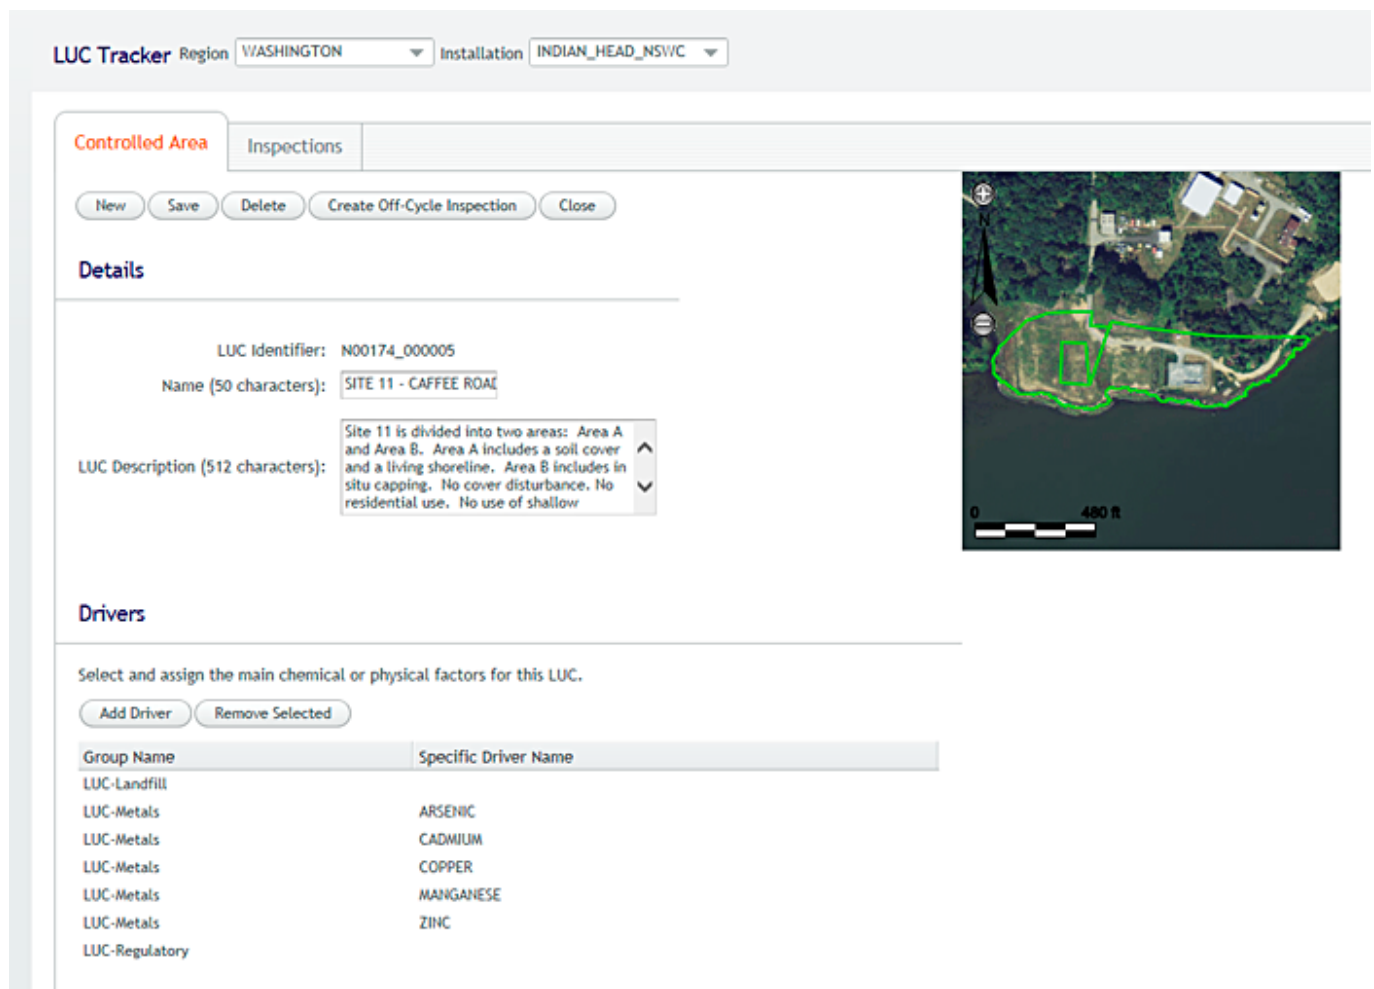 LUC Tracker Region WASHINGTON Installation INDIAN_HEAD_NSWC
Controlled Area Inspections
New Save Delete Create Off-Cycle Inspection Close
Details
LUC Identifier: N00174_000005
Name (50 characters): SITE 11 - CAFFEE ROAD
LUC Description (512 characters):
Site 11 is divided into two areas: Area A
and Area B. Area A includes a soil cover
and a living shoreline. Area B includes in
situ capping. No cover disturbance. No
residential use. No use of shallow
N
0 480 ft
Drivers
Select and assign the main chemical or physical factors for this LUC.
Add Driver Remove Selected
Group Name Specific Driver Name
LUC-Landfill
LUC-Metals ARSENIC
LUC-Metals CADMIUM
LUC-Metals COPPER
LUC-Metals MANGANESE
LUC-Metals ZINC
LUC-Regulatory